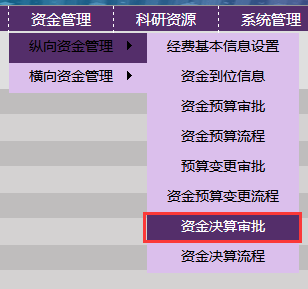 资金管理 科研资源 系统管理
纵向资金管理 经费基本信息设置
横向资金管理 资金到位信息
资金预算审批
资金预算流程
预算变更审批
资金预算变更流程
资金决算审批
资金决算流程